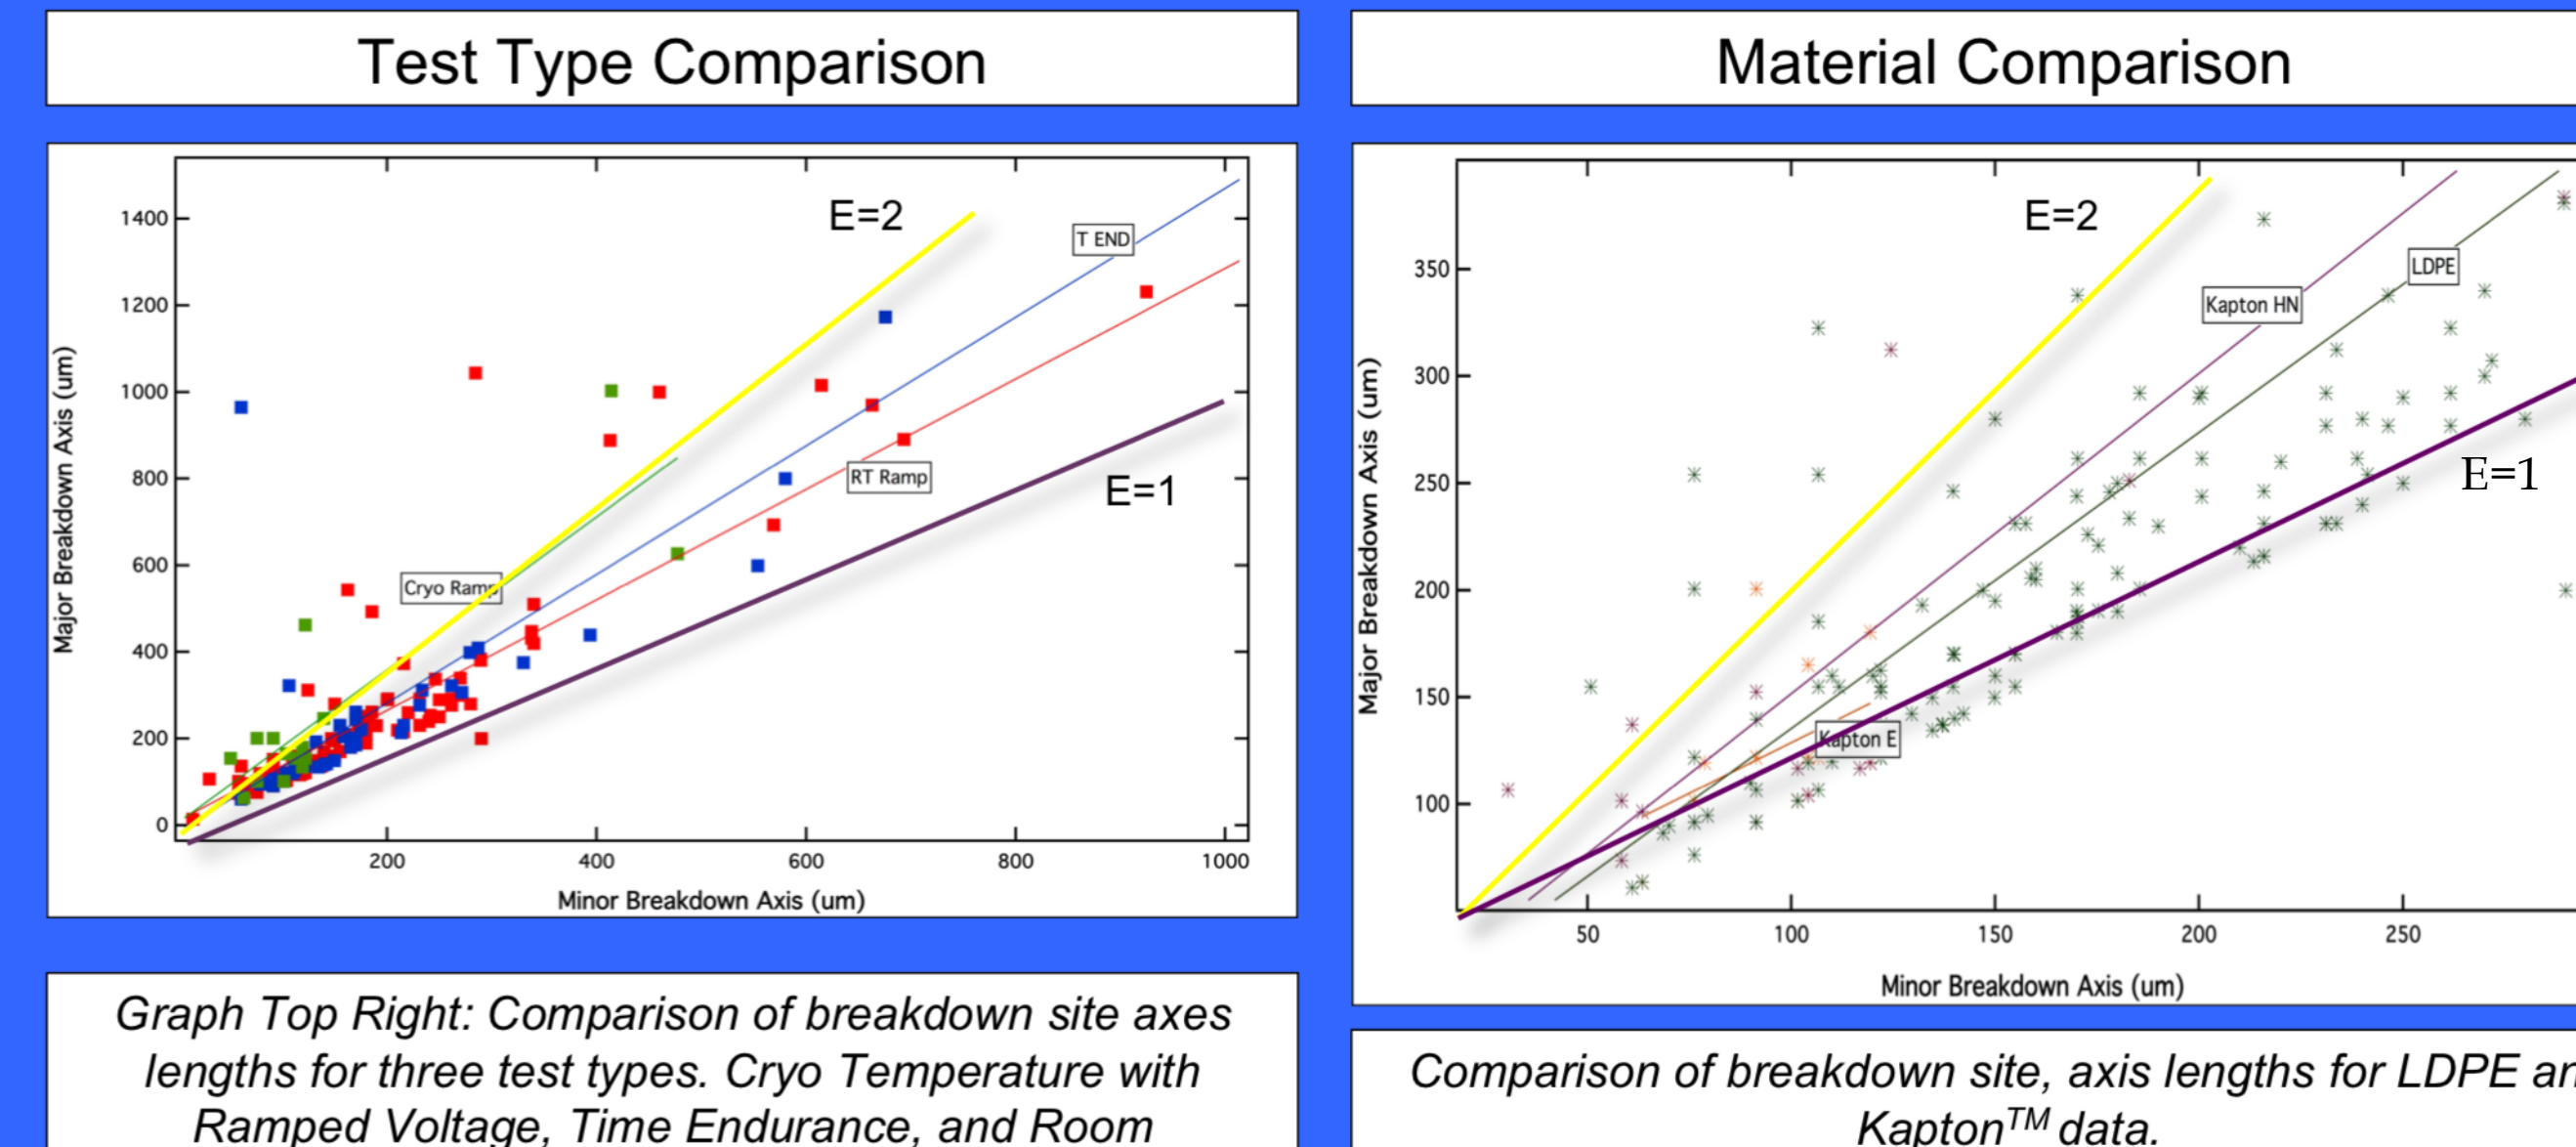 Test Type Comparison
E=2
T END
RT Ramp
E=1
Cryo Ramp
1400
1200
1000
800
600
400
200
0
Major Breakdown Axis (um)
200 400 600 800 1000
Minor Breakdown Axis (um)
Graph Top Right: Comparison of breakdown site axes
lengths for three test types. Cryo Temperature with
Ramped Voltage, Time Endurance, and Room
Material Comparison
E=2
LDPE
Kapton HN
E=1
Kapton E
350
300
250
200
150
100
Major Breakdown Axis (um)
50 100 150 200 250
Minor Breakdown Axis (um)
Comparison of breakdown site, axis lengths for LDPE an
Kapton™ data.